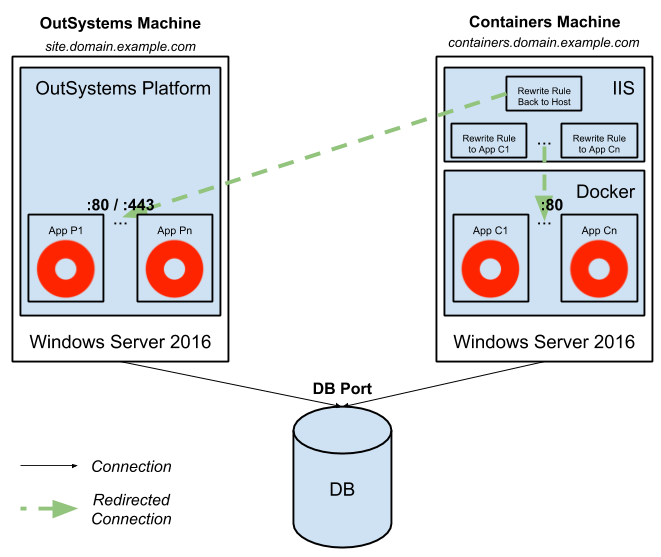 OutSystems Machine
site.domain.example.com
OutSystems Platform
:80 / :443
...
App P1
App Pn
Windows Server 2016
Containers Machine
containers.domain.example.com
Rewrite Rule
Back to Host
IIS
Rewrite Rule
to App C1
...
Rewrite Rule
to App Cn
Docker
:80
...
App C1
App Cn
Windows Server 2016
DB Port
DB
Connection
Redirected
Connection